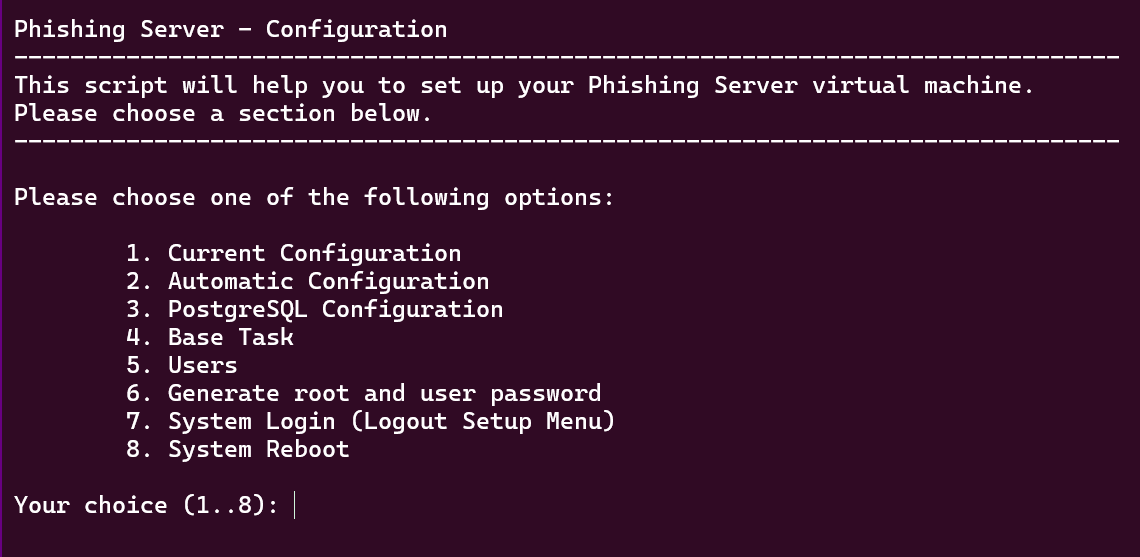 Phishing Server - Configuration
-------------------------------------------------------------------------------
This script will help you to set up your Phishing Server virtual machine.
Please choose a section below.
-------------------------------------------------------------------------------
Please choose one of the following options:
1. Current Configuration
2. Automatic Configuration
3. PostgreSQL Configuration
4. Base Task
5. Users
6. Generate root and user password
7. System Login (Logout Setup Menu)
8. System Reboot
Your choice (1..8):